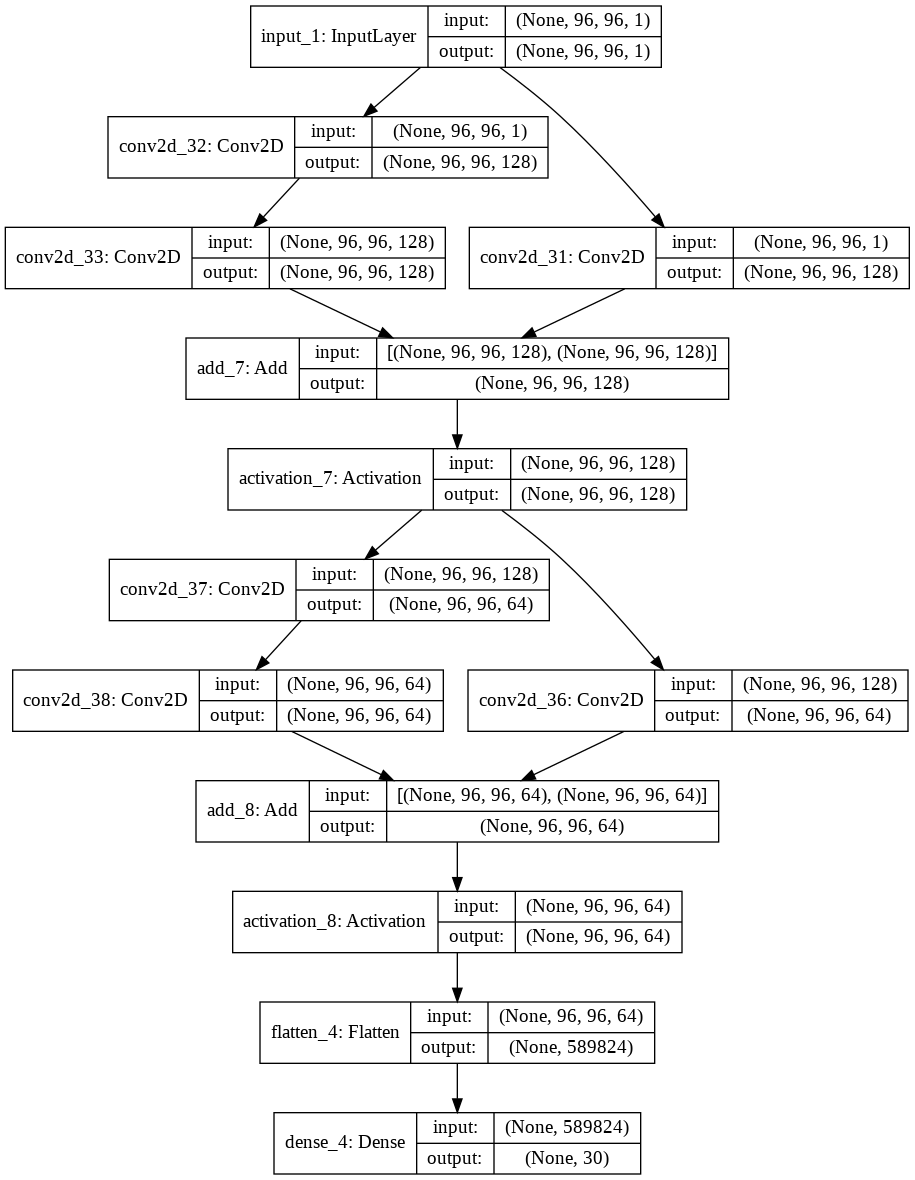 input_1: InputLayer
input: (None, 96, 96, 1)
output: (None, 96, 96, 1)
conv2d_32: Conv2D
input: (None, 96, 96, 1)
output: (None, 96, 96, 128)
conv2d_33: Conv2D
input: (None, 96, 96, 128)
output: (None, 96, 96, 128)
conv2d_31: Conv2D
input: (None, 96, 96, 1)
output: (None, 96, 96, 128)
add_7: Add
input: [(None, 96, 96, 128), (None, 96, 96, 128)]
output: (None, 96, 96, 128)
activation_7: Activation
input: (None, 96, 96, 128)
output: (None, 96, 96, 128)
conv2d_37: Conv2D
input: (None, 96, 96, 128)
output: (None, 96, 96, 64)
conv2d_38: Conv2D
input: (None, 96, 96, 64)
output: (None, 96, 96, 64)
conv2d_36: Conv2D
input: (None, 96, 96, 128)
output: (None, 96, 96, 64)
add_8: Add
input: [(None, 96, 96, 64), (None, 96, 96, 64)]
output: (None, 96, 96, 64)
activation_8: Activation
input: (None, 96, 96, 64)
output: (None, 96, 96, 64)
flatten_4: Flatten
input: (None, 96, 96, 64)
output: (None, 589824)
dense_4: Dense
input: (None, 589824)
output: (None, 30)